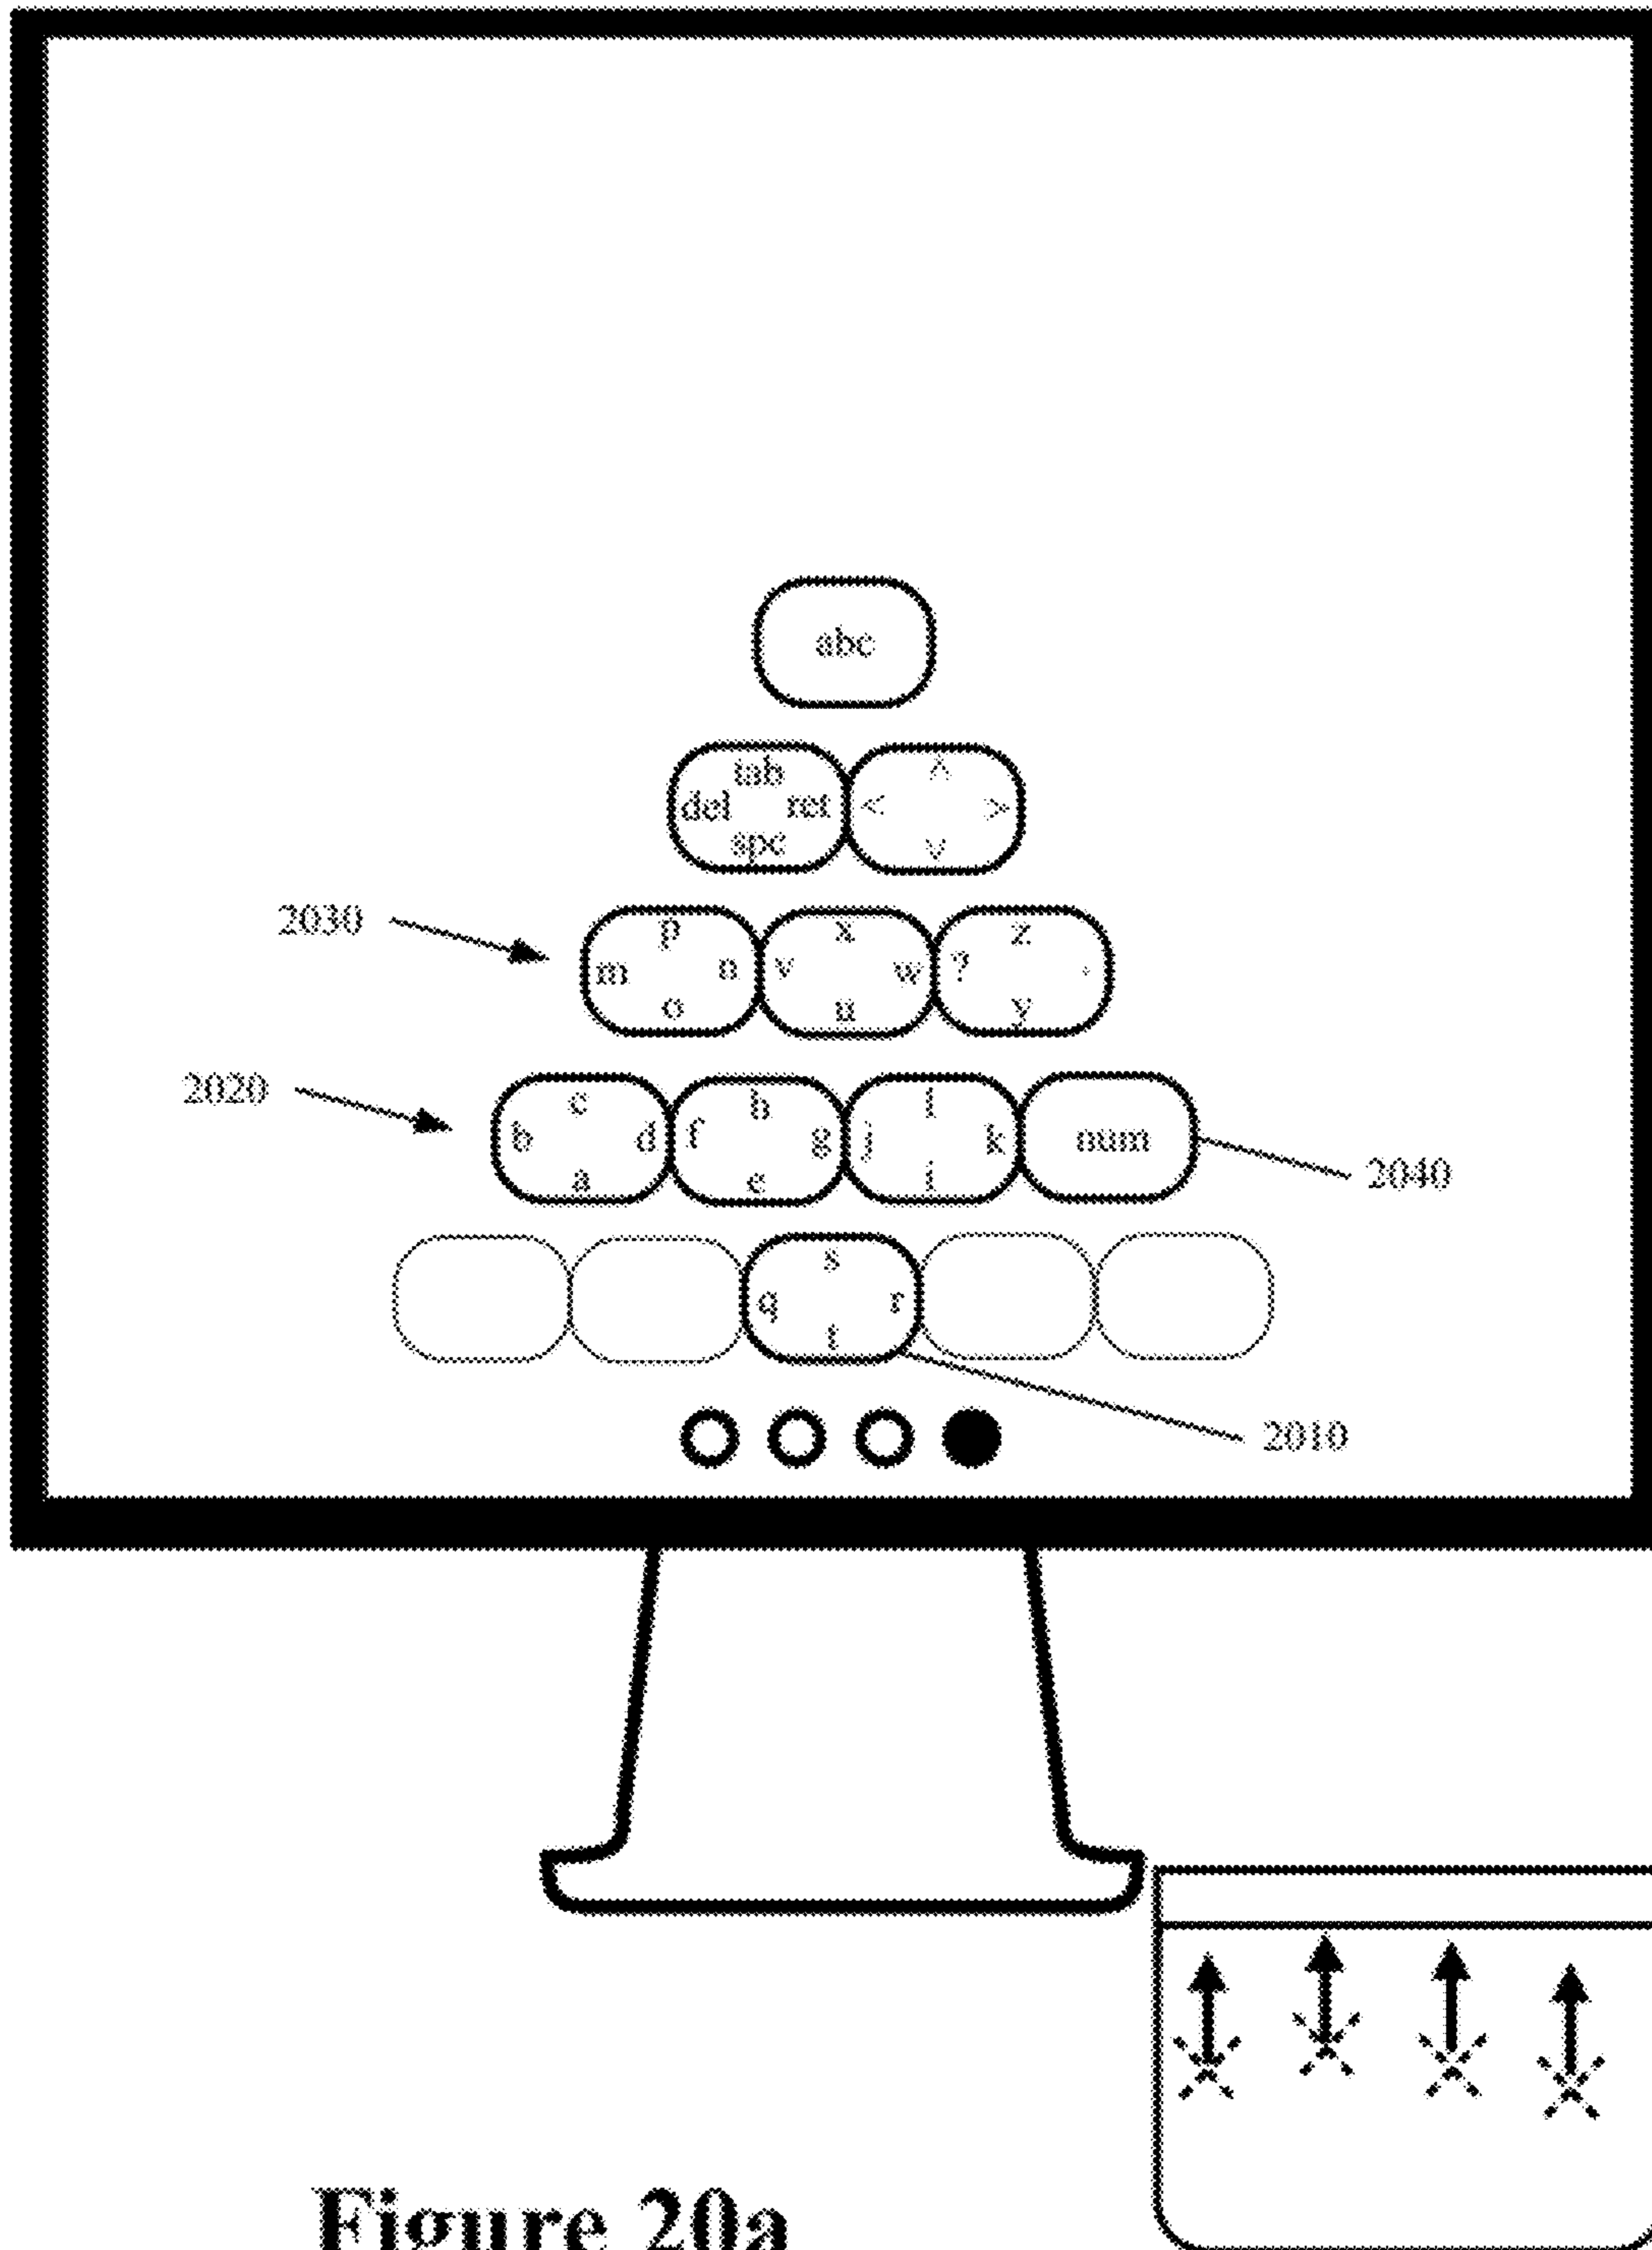 abc
tab
del ret < ^ >
spc v
p x z
2030 m n v w ?
o u y
2020
c h l
b d f g j k num
a e i
2040
s
q r
t
2010
Figure 20a